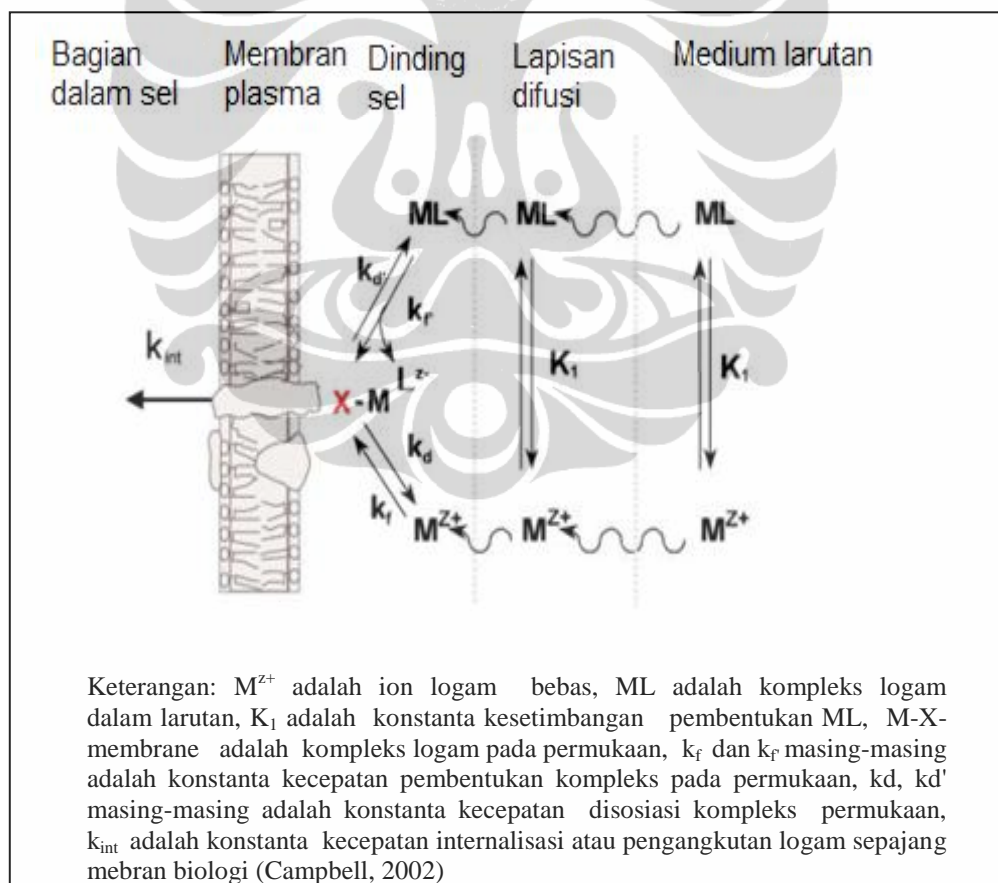 Bagian dalam sel
Membran plasma
Dinding sel
Lapisan difusi
Medium larutan
ML ML ML
k_d'
k_f'
k_int
L^z-
K_1 K_1
X-M
k_d
k_f
M^Z+ M^Z+ M^Z+
Keterangan: M^z+ adalah ion logam bebas, ML adalah kompleks logam
dalam larutan, K_1 adalah konstanta kesetimbangan pembentukan ML, M-X-
membrane adalah kompleks logam pada permukaan, k_f dan k_f' masing-masing
adalah konstanta kecepatan pembentukan kompleks pada permukaan, kd, kd'
masing-masing adalah konstanta kecepatan disosiasi kompleks permukaan,
k_int adalah konstanta kecepatan internalisasi atau pengangkutan logam sepajang
mebran biologi (Campbell, 2002)